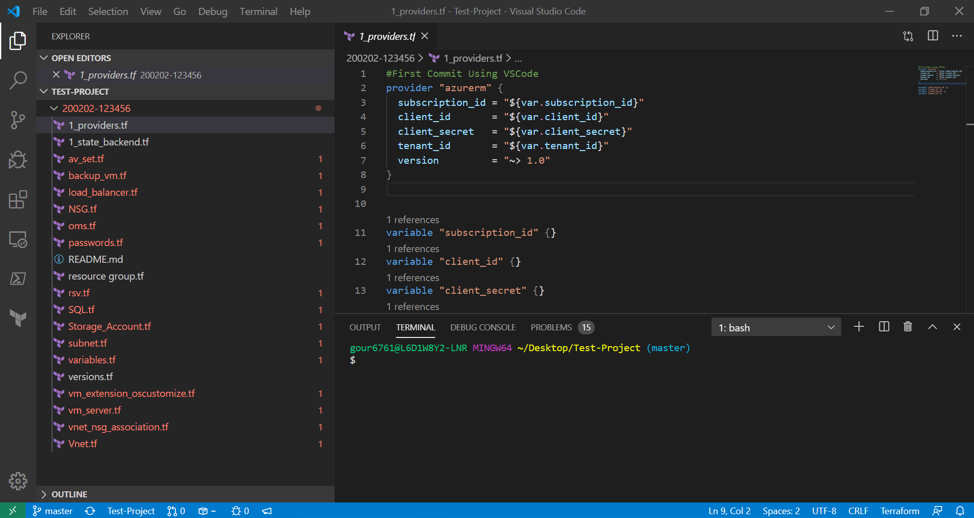 File Edit Selection View Go Debug Terminal Help
1_providers.tf - Test-Project - Visual Studio Code
EXPLORER
OPEN EDITORS
1_providers.tf 200202-123456
TEST-PROJECT
200202-123456
1_providers.tf
1_state_backend.tf
av_set.tf 1
backup_vm.tf 1
load_balancer.tf 1
NSG.tf 1
oms.tf 1
passwords.tf 1
README.md
resource group.tf
rsv.tf 1
SQL.tf 1
Storage_Account.tf 1
subnet.tf 1
variables.tf 1
versions.tf
vm_extension_oscustomize.tf 1
vm_server.tf 1
vnet_nsg_association.tf 1
Vnet.tf 1
OUTLINE
1_providers.tf
200202-123456 > 1_providers.tf > ...
1 #First Commit Using VSCode
2 provider "azurerm" {
3 subscription_id = "${var.subscription_id}"
4 client_id = "${var.client_id}"
5 client_secret = "${var.client_secret}"
6 tenant_id = "${var.tenant_id}"
7 version = "~> 1.0"
8 }
9
10
1 references
11 variable "subscription_id" {}
1 references
12 variable "client_id" {}
1 references
13 variable "client_secret" {}
1 references
OUTPUT TERMINAL DEBUG CONSOLE PROBLEMS 15 1: bash
gour6761@L6D1W8Y2-LNR MINGW64 ~/Desktop/Test-Project (master)
$
master Test-Project 0 - 0 Ln 9, Col 2 Spaces: 2 UTF-8 CRLF Terraform